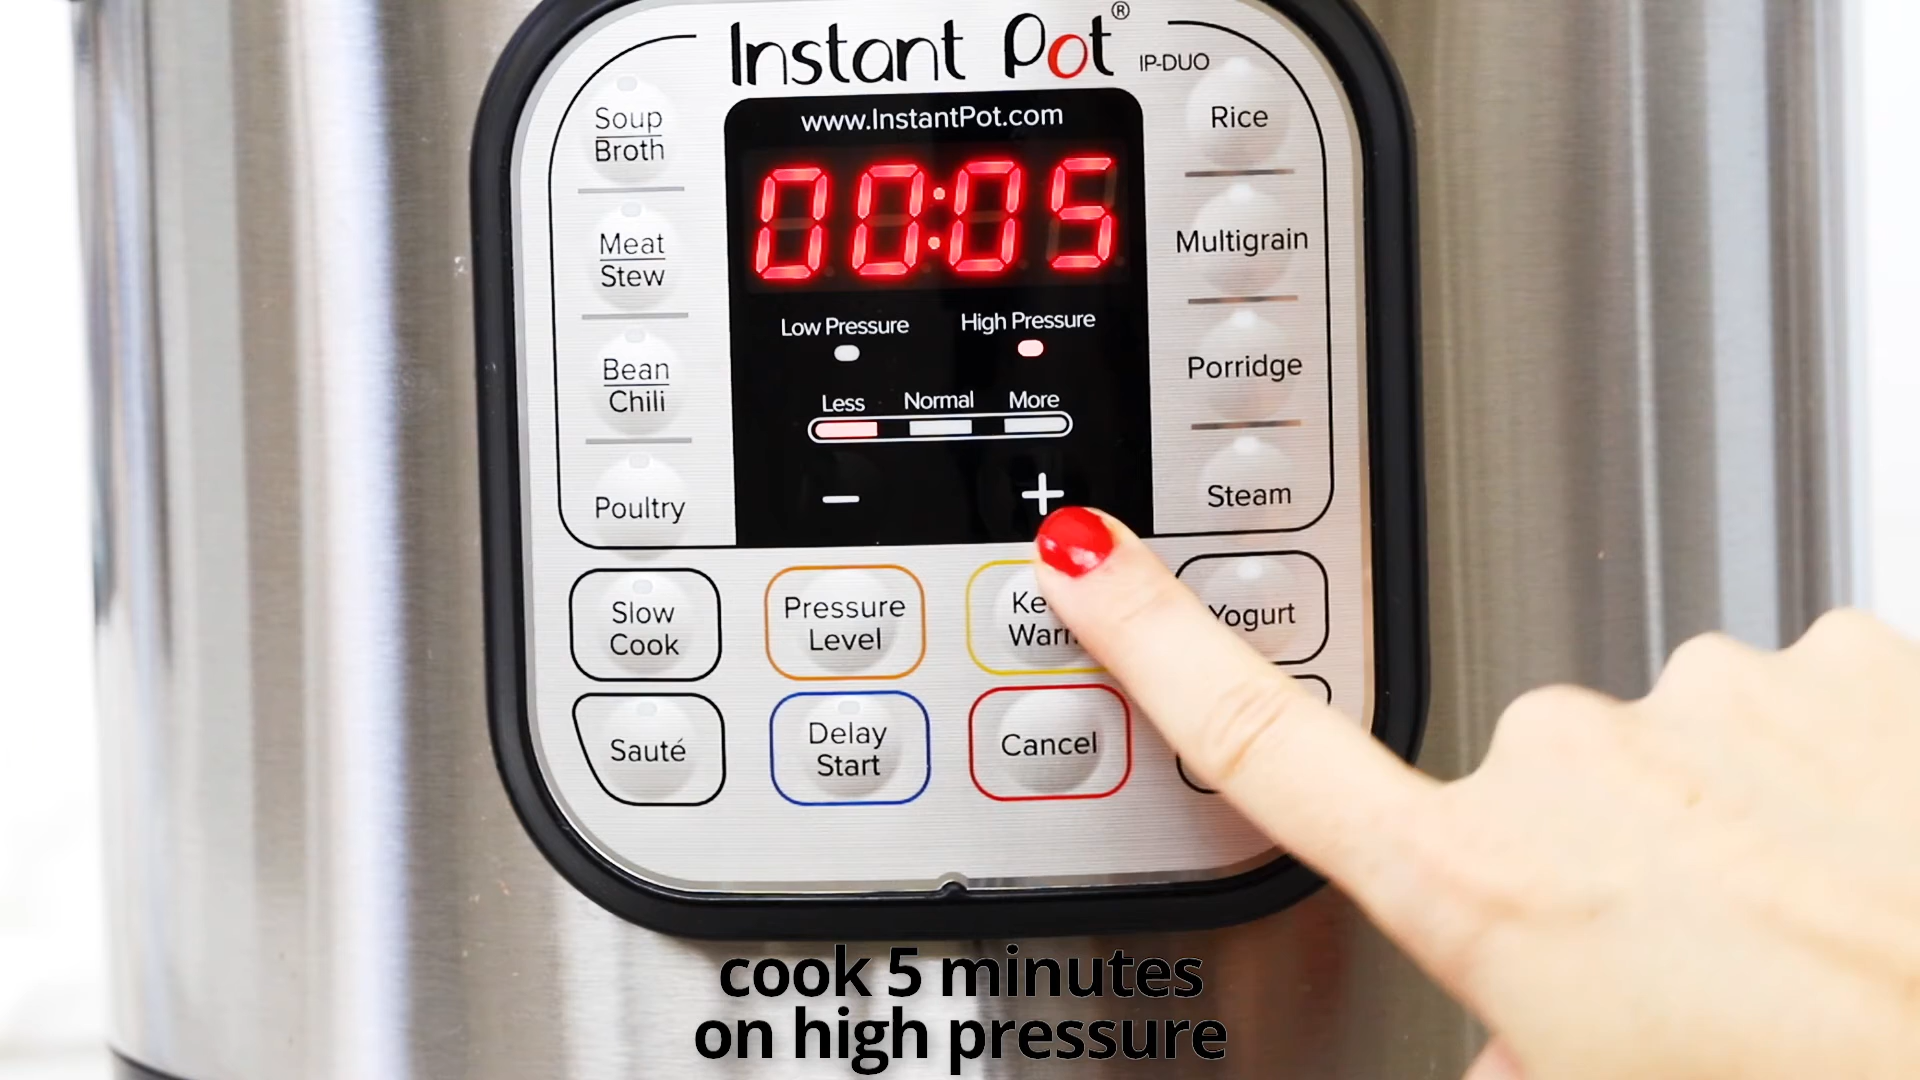 Instant Pot®
IP-DUO
www.InstantPot.com
00:05
Low Pressure
High Pressure
Less
Normal
More
−
+
Soup
Broth
Meat
Stew
Bean
Chili
Poultry
Rice
Multigrain
Porridge
Steam
Slow
Cook
Pressure
Level
Yogurt
Sauté
Delay
Start
Cancel
cook 5 minutes
on high pressure